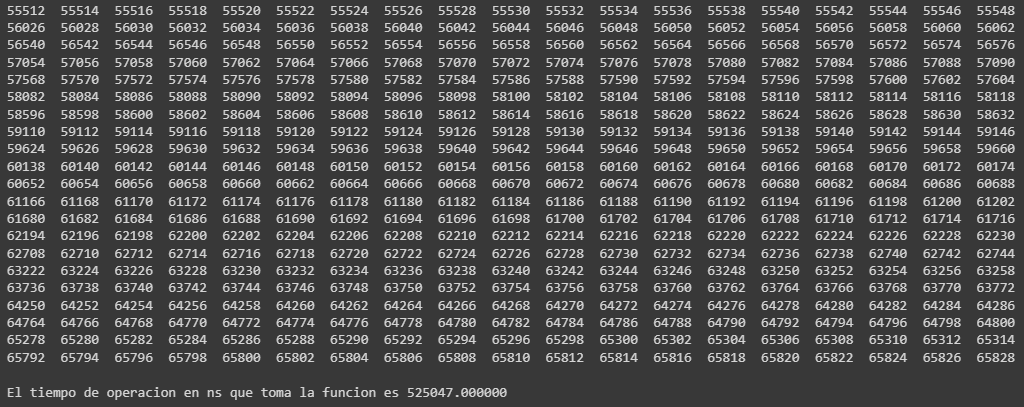 55512 55514 55516 55518 55520 55522 55524 55526 55528 55530 55532 55534 55536 55538 55540 55542 55544 55546 55548
56026 56028 56030 56032 56034 56036 56038 56040 56042 56044 56046 56048 56050 56052 56054 56056 56058 56060 56062
56540 56542 56544 56546 56548 56550 56552 56554 56556 56558 56560 56562 56564 56566 56568 56570 56572 56574 56576
57054 57056 57058 57060 57062 57064 57066 57068 57070 57072 57074 57076 57078 57080 57082 57084 57086 57088 57090
57568 57570 57572 57574 57576 57578 57580 57582 57584 57586 57588 57590 57592 57594 57596 57598 57600 57602 57604
58082 58084 58086 58088 58090 58092 58094 58096 58098 58100 58102 58104 58106 58108 58110 58112 58114 58116 58118
58596 58598 58600 58602 58604 58606 58608 58610 58612 58614 58616 58618 58620 58622 58624 58626 58628 58630 58632
59110 59112 59114 59116 59118 59120 59122 59124 59126 59128 59130 59132 59134 59136 59138 59140 59142 59144 59146
59624 59626 59628 59630 59632 59634 59636 59638 59640 59642 59644 59646 59648 59650 59652 59654 59656 59658 59660
60138 60140 60142 60144 60146 60148 60150 60152 60154 60156 60158 60160 60162 60164 60166 60168 60170 60172 60174
60652 60654 60656 60658 60660 60662 60664 60666 60668 60670 60672 60674 60676 60678 60680 60682 60684 60686 60688
61166 61168 61170 61172 61174 61176 61178 61180 61182 61184 61186 61188 61190 61192 61194 61196 61198 61200 61202
61680 61682 61684 61686 61688 61690 61692 61694 61696 61698 61700 61702 61704 61706 61708 61710 61712 61714 61716
62194 62196 62198 62200 62202 62204 62206 62208 62210 62212 62214 62216 62218 62220 62222 62224 62226 62228 62230
62708 62710 62712 62714 62716 62718 62720 62722 62724 62726 62728 62730 62732 62734 62736 62738 62740 62742 62744
63222 63224 63226 63228 63230 63232 63234 63236 63238 63240 63242 63244 63246 63248 63250 63252 63254 63256 63258
63736 63738 63740 63742 63744 63746 63748 63750 63752 63754 63756 63758 63760 63762 63764 63766 63768 63770 63772
64250 64252 64254 64256 64258 64260 64262 64264 64266 64268 64270 64272 64274 64276 64278 64280 64282 64284 64286
64764 64766 64768 64770 64772 64774 64776 64778 64780 64782 64784 64786 64788 64790 64792 64794 64796 64798 64800
65278 65280 65282 65284 65286 65288 65290 65292 65294 65296 65298 65300 65302 65304 65306 65308 65310 65312 65314
65792 65794 65796 65798 65800 65802 65804 65806 65808 65810 65812 65814 65816 65818 65820 65822 65824 65826 65828
El tiempo de operacion en ns que toma la funcion es 525047.000000